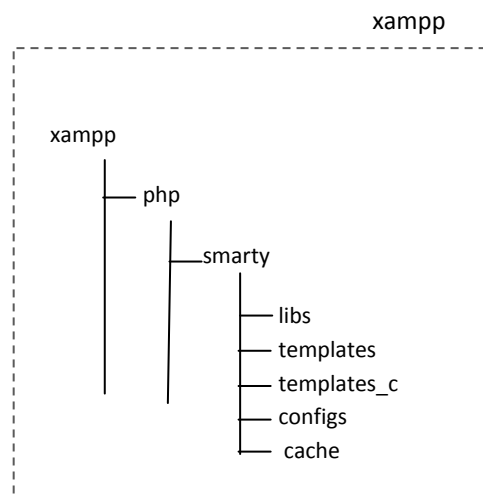 xampp
xampp
php
smarty
libs
templates
templates_c
configs
cache